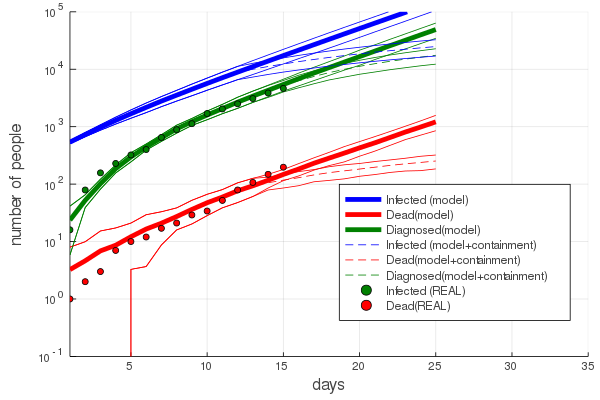 10^5
10^4
10^3
10^2
10^1
10^0
10^-1
number of people
Infected (model)
Dead(model)
Diagnosed(model)
Infected (model+containment)
Dead(model+containment)
Diagnosed(model+containment)
Infected (REAL)
Dead(REAL)
5 10 15 20 25 30 35
days